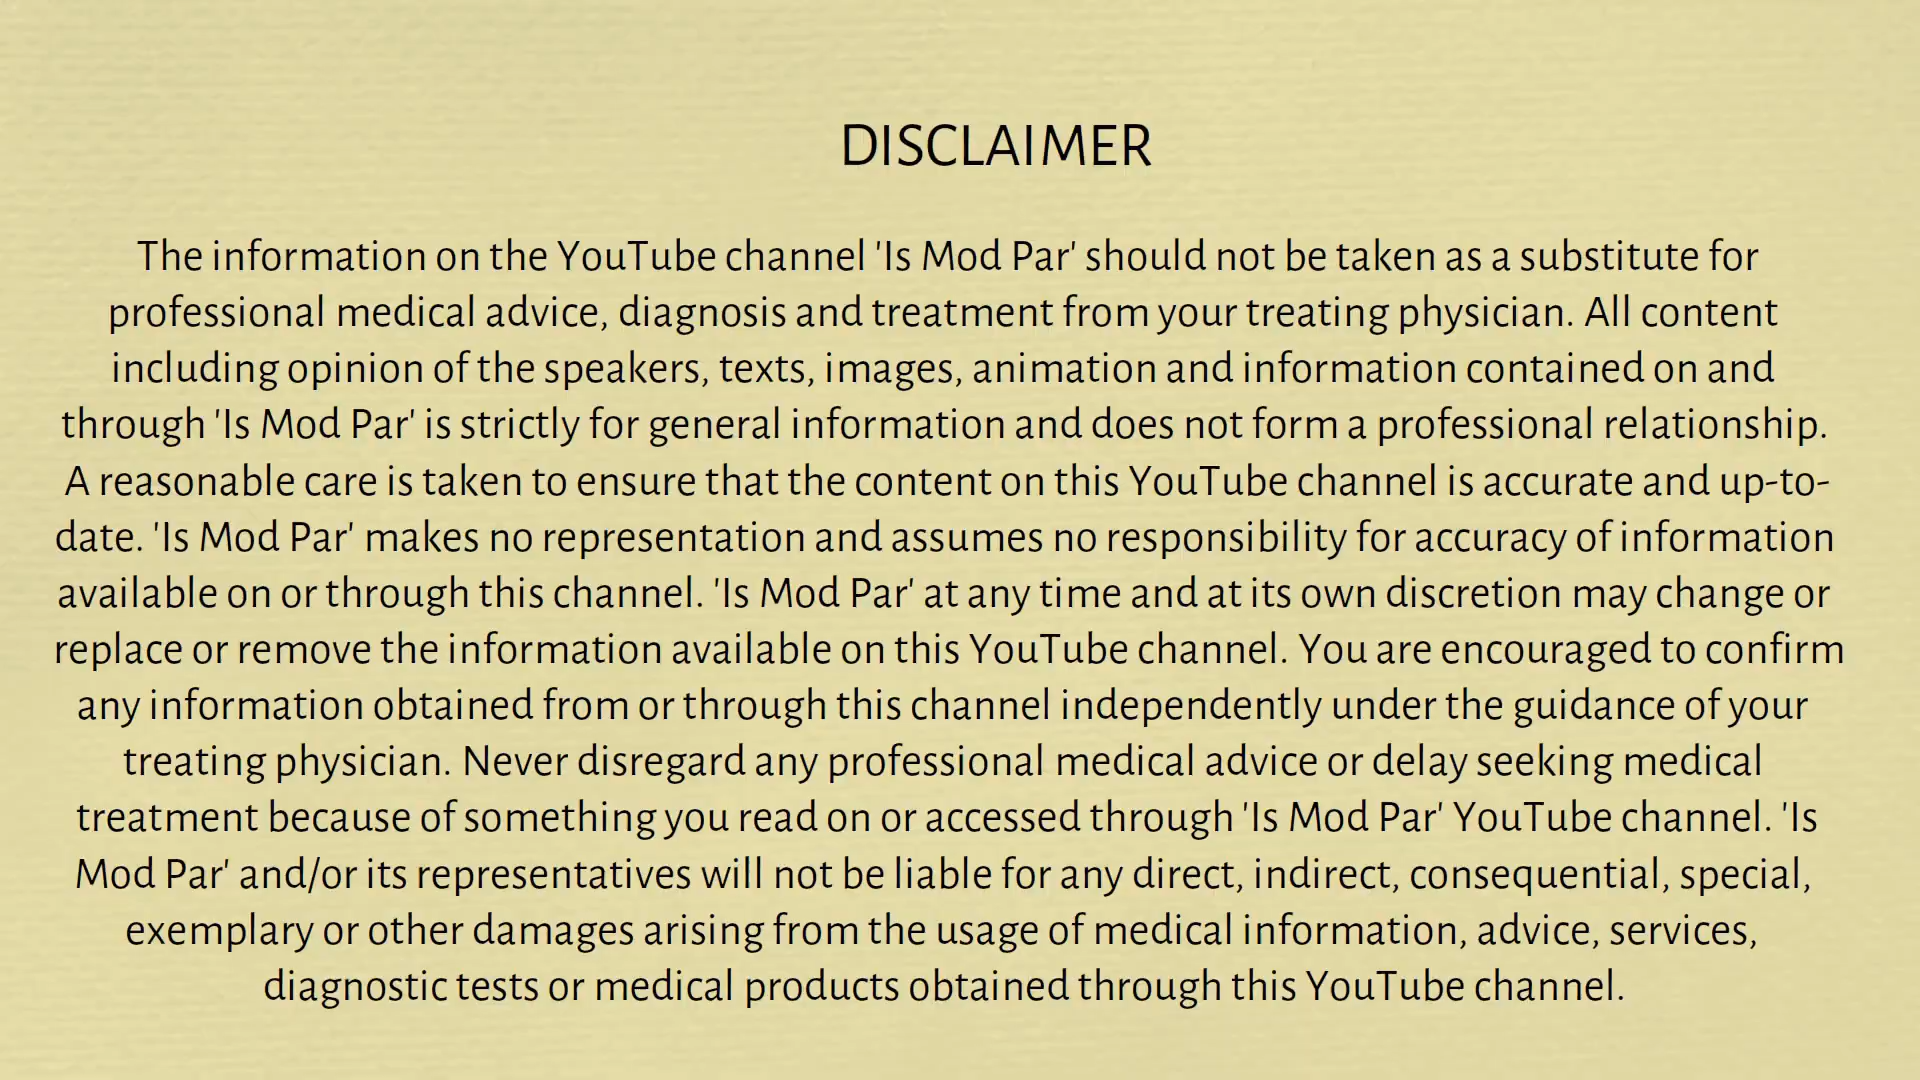 DISCLAIMER
The information on the YouTube channel 'Is Mod Par' should not be taken as a substitute for
professional medical advice, diagnosis and treatment from your treating physician. All content
including opinion of the speakers, texts, images, animation and information contained on and
through 'Is Mod Par' is strictly for general information and does not form a professional relationship.
A reasonable care is taken to ensure that the content on this YouTube channel is accurate and up-to-
date. 'Is Mod Par' makes no representation and assumes no responsibility for accuracy of information
available on or through this channel. 'Is Mod Par' at any time and at its own discretion may change or
replace or remove the information available on this YouTube channel. You are encouraged to confirm
any information obtained from or through this channel independently under the guidance of your
treating physician. Never disregard any professional medical advice or delay seeking medical
treatment because of something you read on or accessed through 'Is Mod Par' YouTube channel. 'Is
Mod Par' and/or its representatives will not be liable for any direct, indirect, consequential, special,
exemplary or other damages arising from the usage of medical information, advice, services,
diagnostic tests or medical products obtained through this YouTube channel.